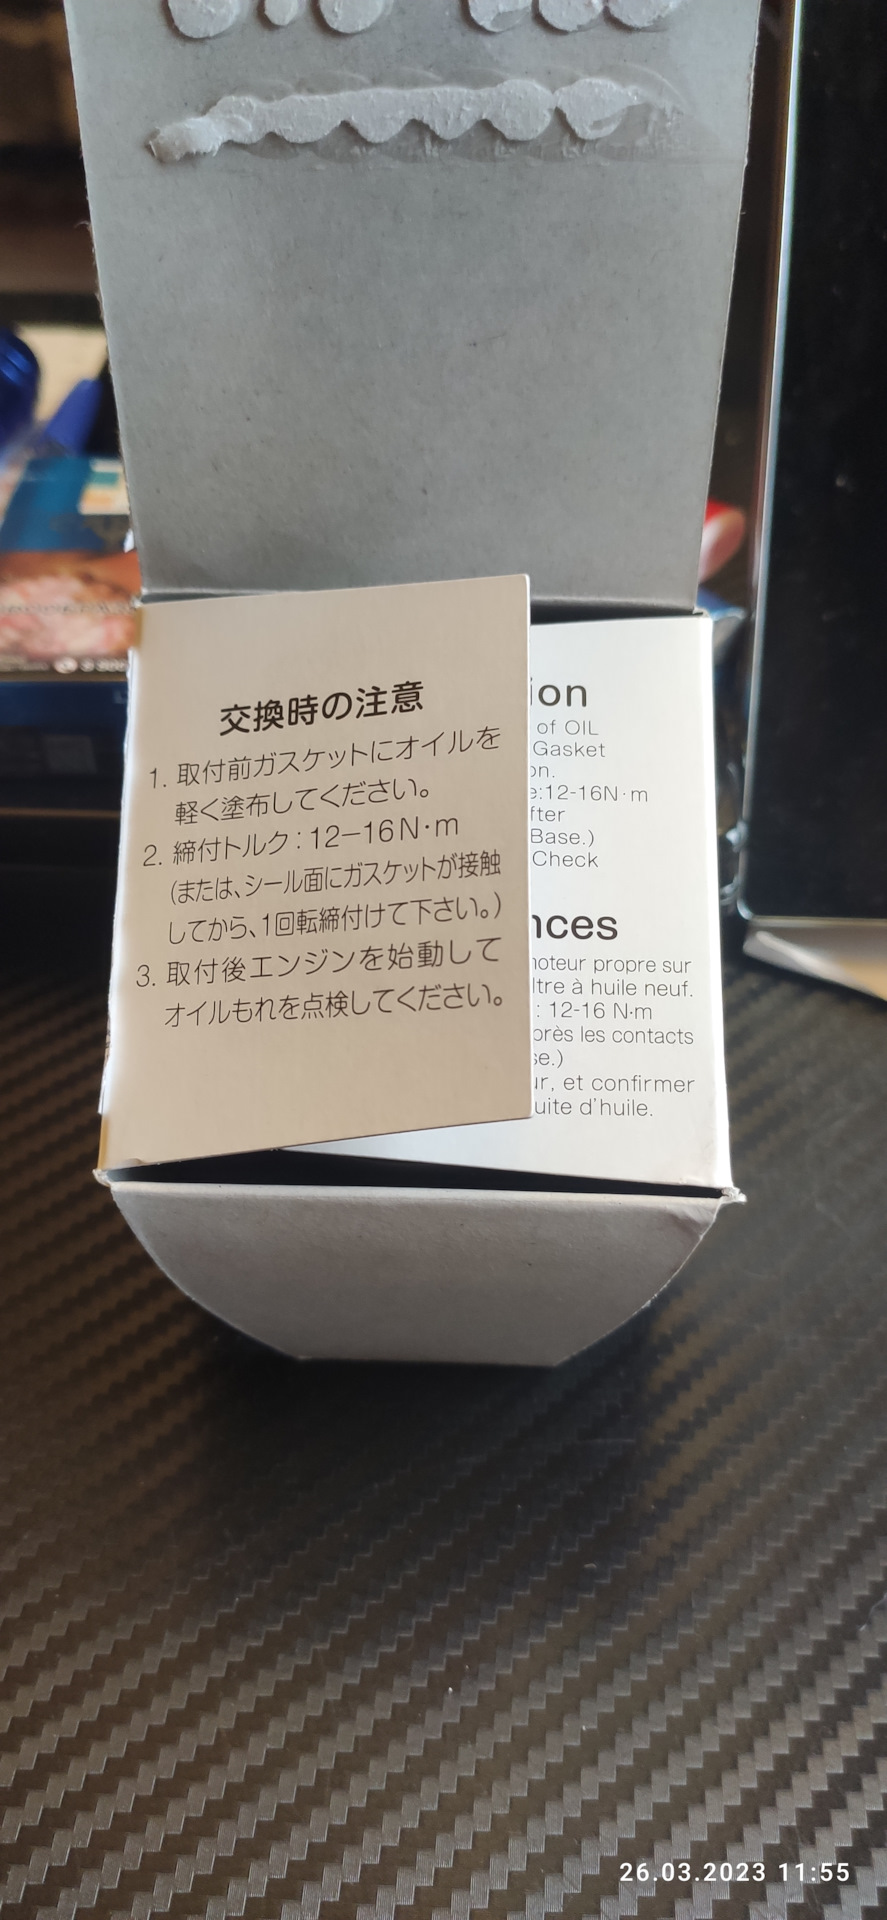 交換時の注意
1. 取付前ガスケットにオイルを
軽く塗布してください。
2. 締付トルク：12−16N·m
(または、シール面にガスケットが接触
してから、1回転締付けて下さい。)
3. 取付後エンジンを始動して
オイルもれを点検してください。
ion
of OIL
Gasket
on.
e:12-16N·m
fter
Base.)
Check
nces
moteur propre sur
ltre à huile neuf.
: 12-16 N·m
près les contacts
se.)
ur, et confirmer
uite d'huile.
26.03.2023 11:55